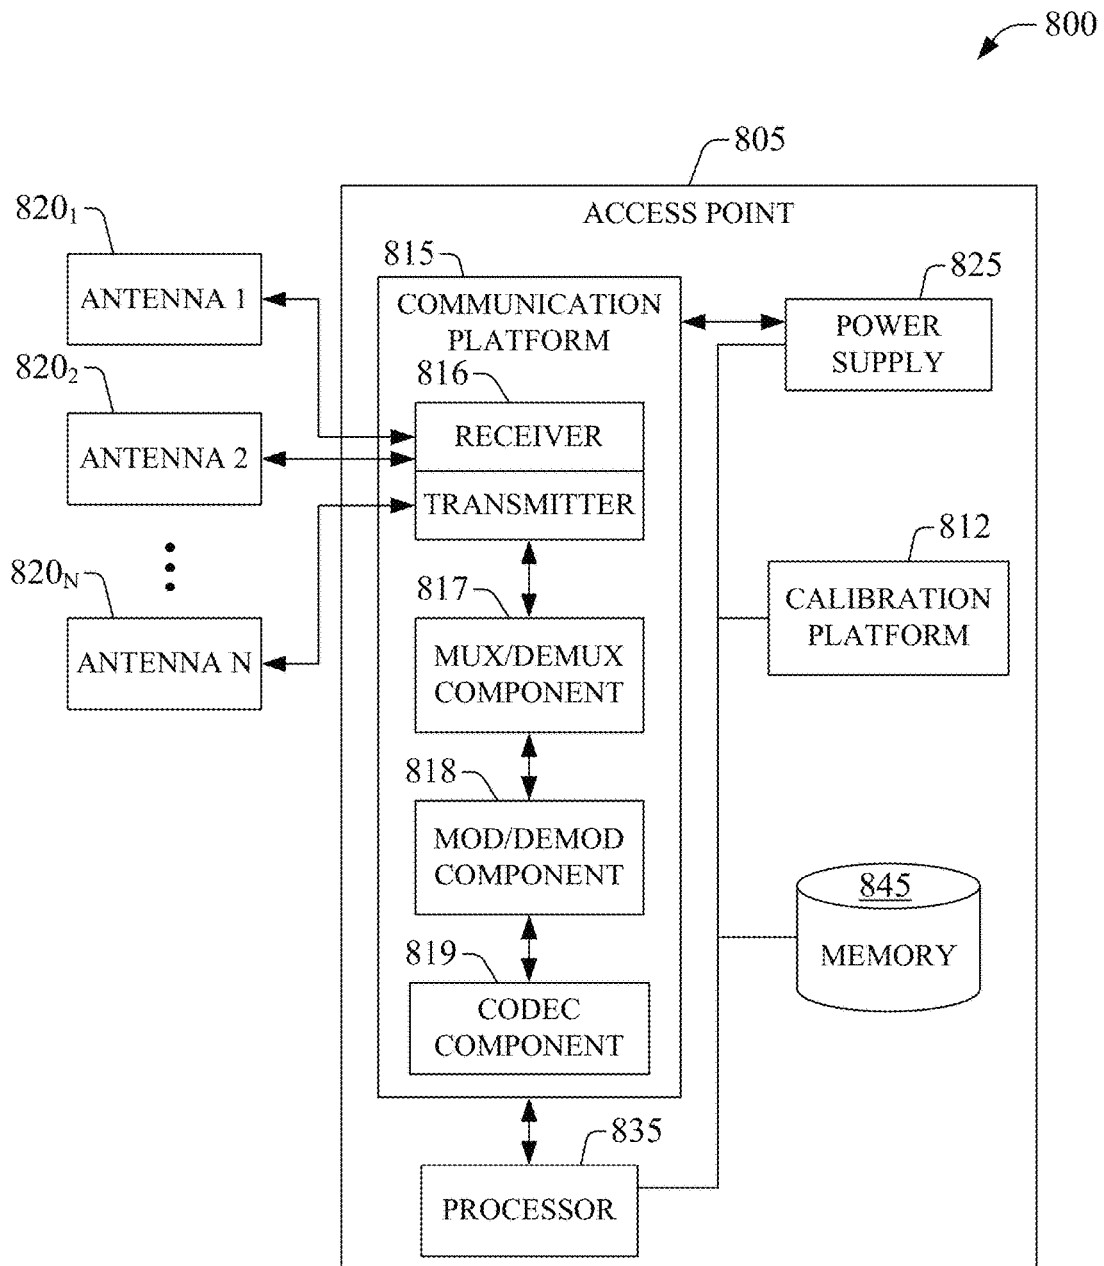 800
805
ACCESS POINT
820₁
ANTENNA 1
820₂
ANTENNA 2
820N
ANTENNA N
815
COMMUNICATION
PLATFORM
816
RECEIVER
TRANSMITTER
817
MUX/DEMUX
COMPONENT
818
MOD/DEMOD
COMPONENT
819
CODEC
COMPONENT
825
POWER
SUPPLY
812
CALIBRATION
PLATFORM
845
MEMORY
835
PROCESSOR